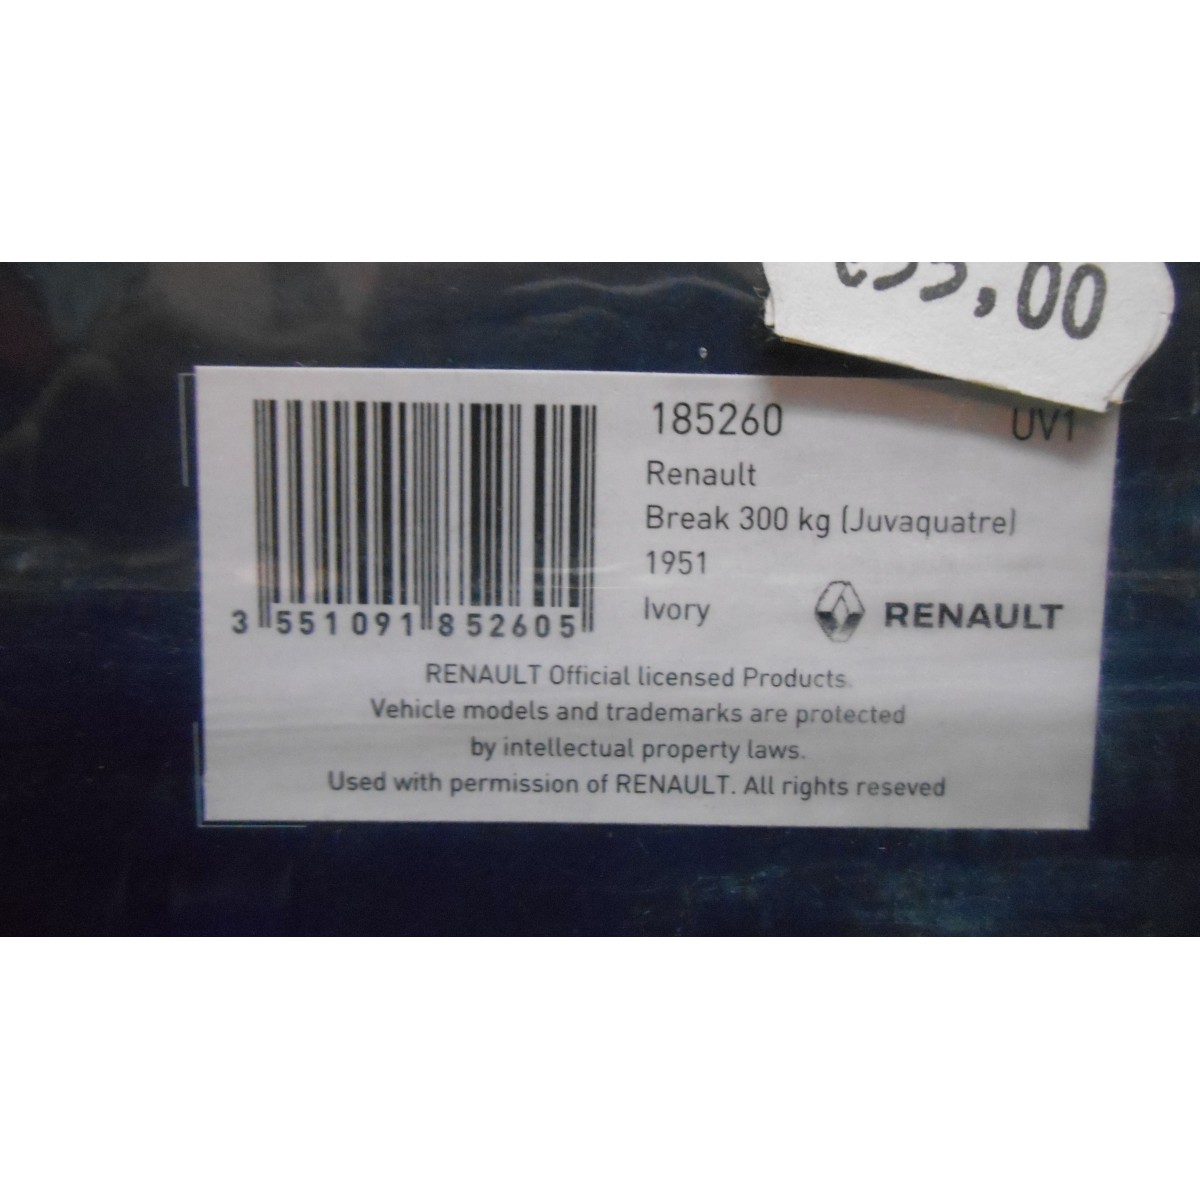 185260 UV1
Renault
Break 300 kg (Juvaquatre)
1951
Ivory
RENAULT
3 551091 852605
RENAULT Official licensed Products.
Vehicle models and trademarks are protected
by intellectual property laws.
Used with permission of RENAULT. All rights reseved